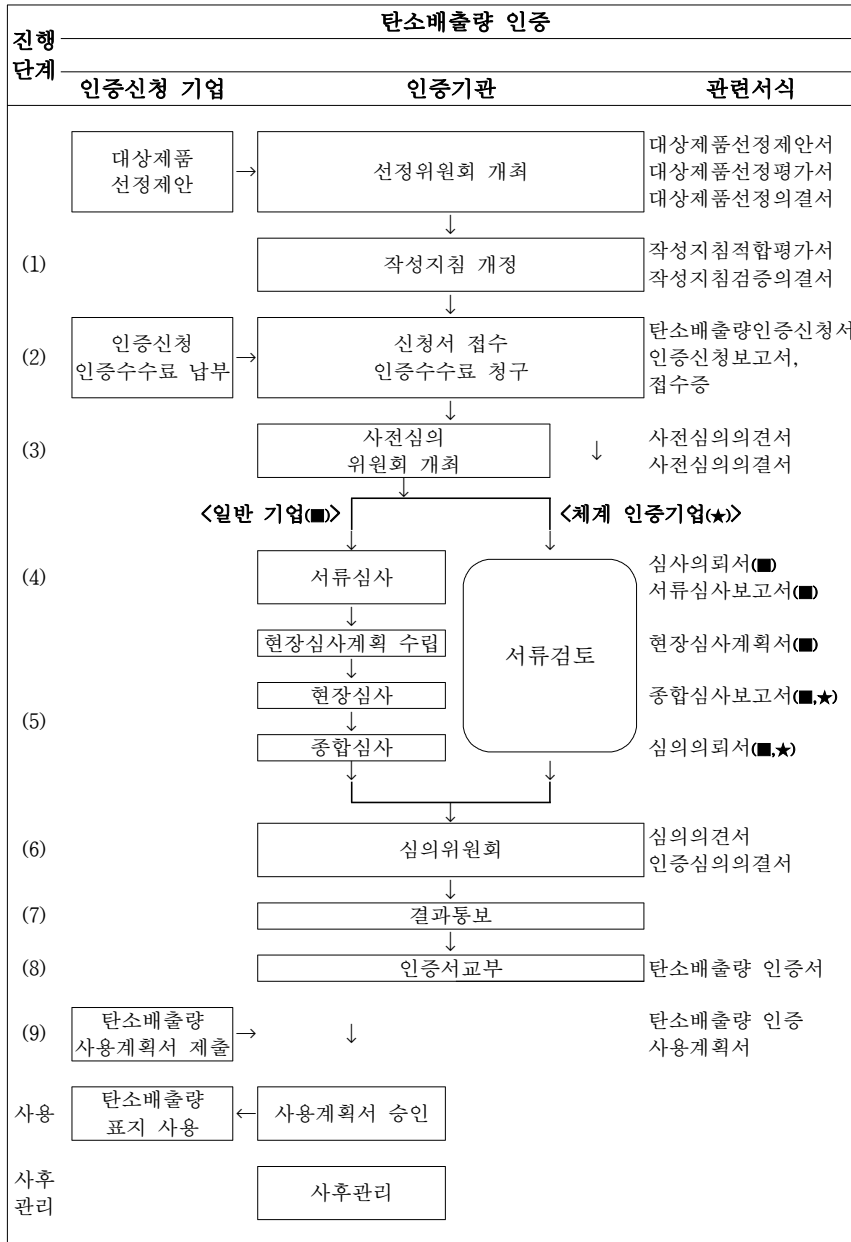 탄소배출량 인증
진행
단계
인증신청 기업 인증기관 관련서식
대상제품
선정제안
→
선정위원회 개최
대상제품선정제안서
대상제품선정평가서
대상제품선정의결서
↓
(1)
작성지침 개정
작성지침적합평가서
작성지침검증의결서
↓
(2)
인증신청
인증수수료 납부
→
신청서 접수
인증수수료 청구
탄소배출량인증신청서
인증신청보고서,
접수증
↓
(3)
사전심의
위원회 개최
↓
사전심의의견서
사전심의의결서
↓
<일반 기업(■)> <체계 인증기업(★)>
↓ ↓
(4)
서류심사
심사의뢰서(■)
서류심사보고서(■)
↓
현장심사계획 수립
서류검토
현장심사계획서(■)
↓
(5)
현장심사
종합심사보고서(■,★)
↓
종합심사
심의의뢰서(■,★)
↓ ↓
↓
(6)
심의위원회
심의의견서
인증심의의결서
↓
(7)
결과통보
↓
(8)
인증서교부
탄소배출량 인증서
(9)
탄소배출량
사용계획서 제출
→
↓
탄소배출량 인증
사용계획서
사용
탄소배출량
표지 사용
←
사용계획서 승인
사후
관리
사후관리